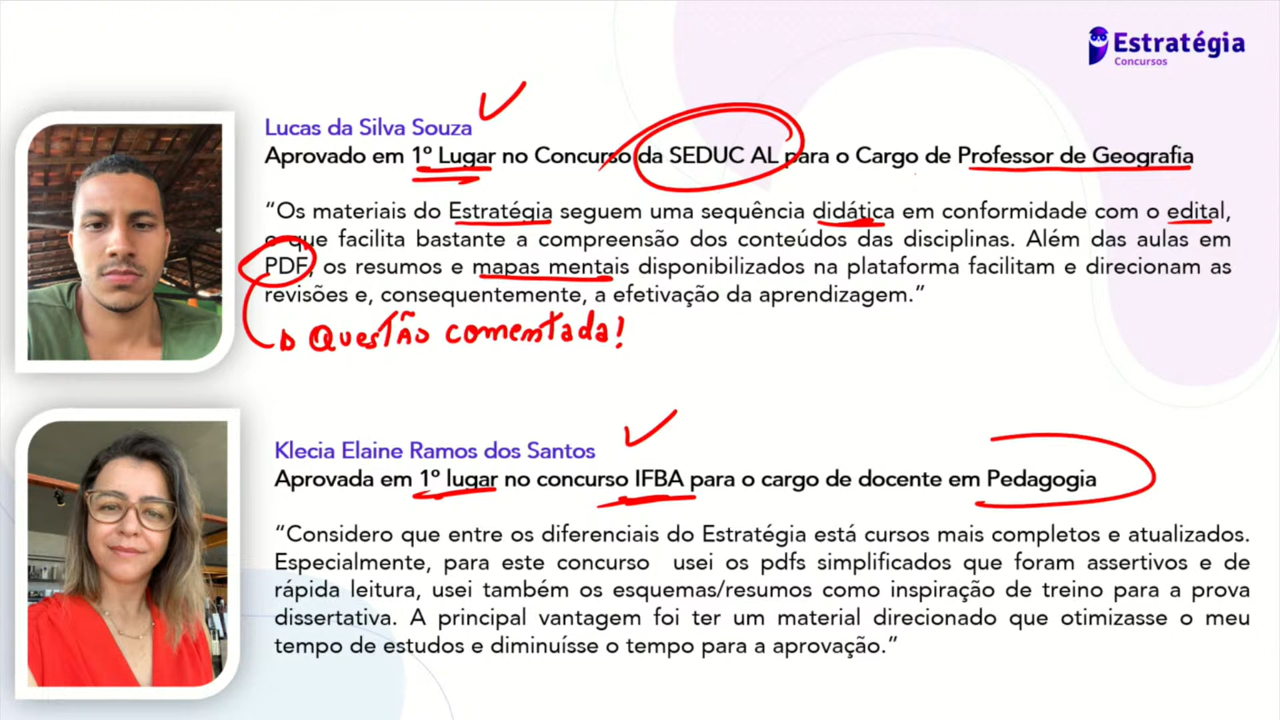 Estratégia
Concursos
Lucas da Silva Souza
Aprovado em 1º Lugar no Concurso da SEDUC AL para o Cargo de Professor de Geografia
“Os materiais do Estratégia seguem uma sequência didática em conformidade com o edital,
o que facilita bastante a compreensão dos conteúdos das disciplinas. Além das aulas em
PDF, os resumos e mapas mentais disponibilizados na plataforma facilitam e direcionam as
revisões e, consequentemente, a efetivação da aprendizagem.”
QUESTÃO comentada!
Klecia Elaine Ramos dos Santos
Aprovada em 1º lugar no concurso IFBA para o cargo de docente em Pedagogia
“Considero que entre os diferenciais do Estratégia está cursos mais completos e atualizados.
Especialmente, para este concurso usei os pdfs simplificados que foram assertivos e de
rápida leitura, usei também os esquemas/resumos como inspiração de treino para a prova
dissertativa. A principal vantagem foi ter um material direcionado que otimizasse o meu
tempo de estudos e diminuísse o tempo para a aprovação.”